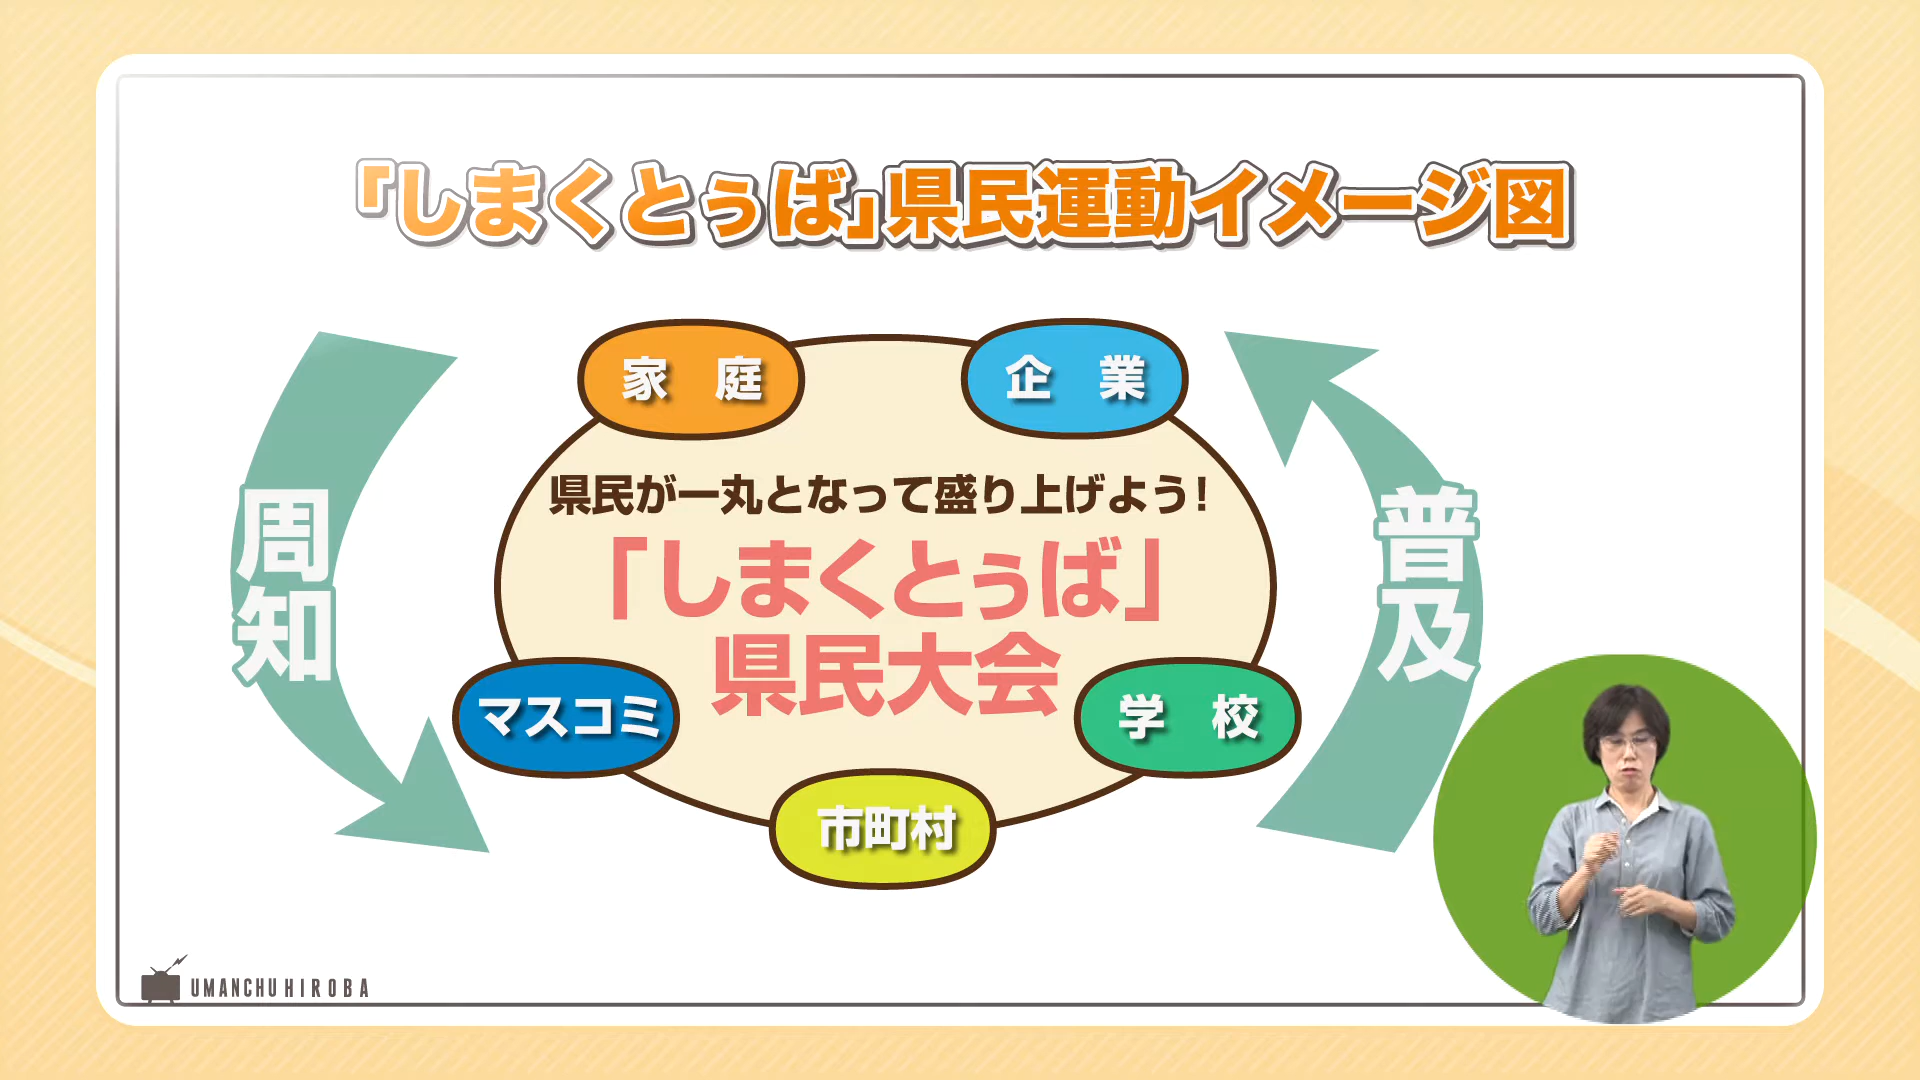 「しまくとぅば」県民運動イメージ図
家 庭
企 業
県民が一丸となって盛り上げよう!
「しまくとぅば」
県民大会
周知
普及
マスコミ
学 校
市町村
UMANCHU HIROBA